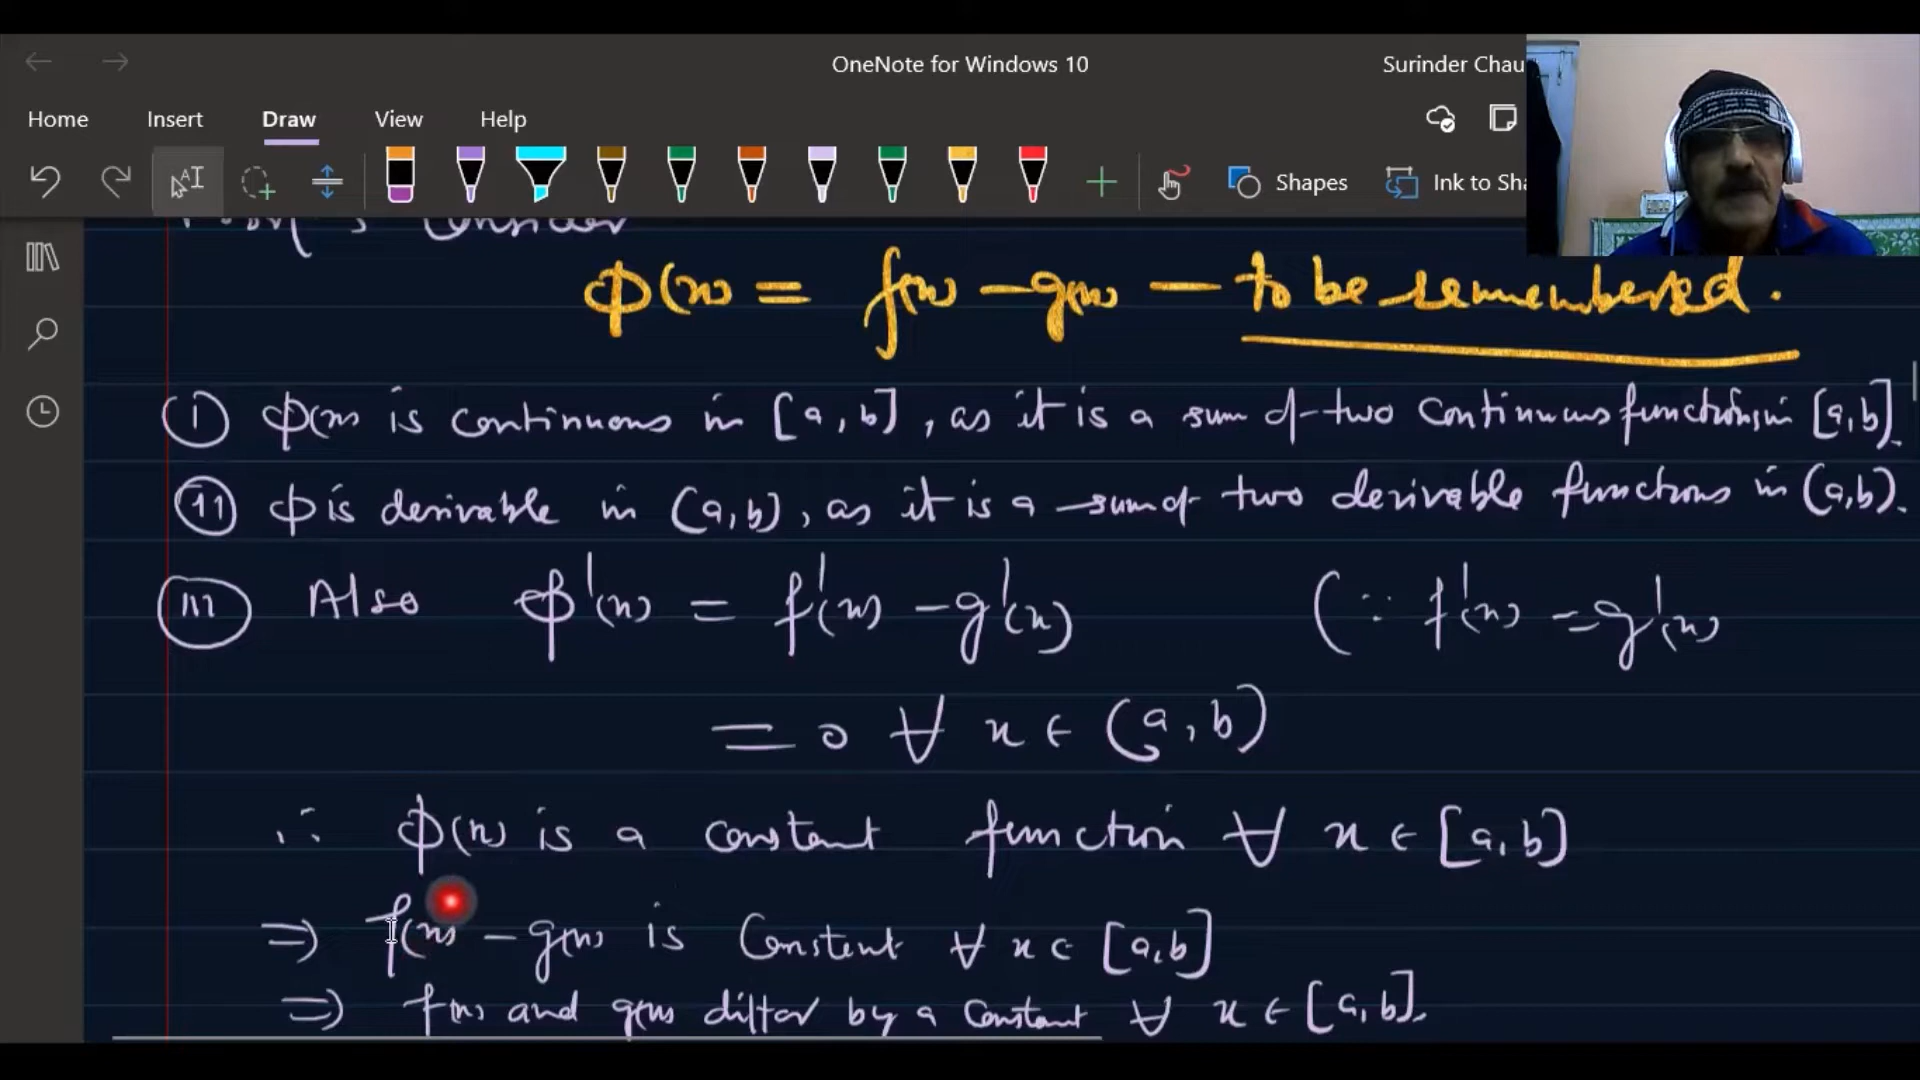 OneNote for Windows 10
Surinder Chau
Home Insert Draw View Help
Shapes Ink to Sha
Consider
ϕ(x) = f(x) − g(x) − to be remembered.
(i) ϕ(x) is continuous in [a, b], as it is a sum of two continuous functions in [a, b].
(ii) ϕ is derivable in (a, b), as it is a sum of two derivable functions in (a, b).
(iii) Also ϕ'(x) = f'(x) − g'(x) (∵ f'(x) = g'(x)
= 0 ∀ x ∈ (a, b)
∴ ϕ(x) is a constant function ∀ x ∈ [a, b]
⇒ f(x) − g(x) is Constant ∀ x ∈ [a, b]
⇒ f(x) and g(x) differ by a constant ∀ x ∈ [a, b].